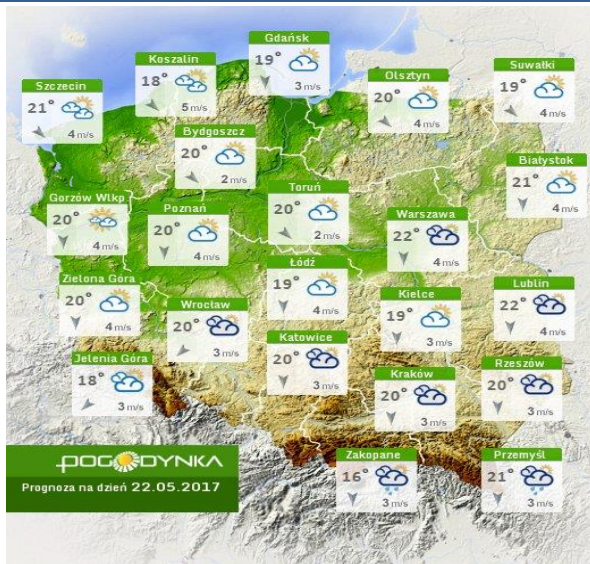 Gdańsk
19°
3 m/s
Koszalin
18°
5 m/s
Suwałki
19°
4 m/s
Olsztyn
20°
4 m/s
Szczecin
21°
4 m/s
Bydgoszcz
20°
2 m/s
Białystok
21°
4 m/s
Toruń
20°
2 m/s
Gorzów Wlkp
20°
4 m/s
Poznań
20°
4 m/s
Warszawa
22°
4 m/s
Łódź
19°
4 m/s
Zielona Góra
20°
4 m/s
Lublin
22°
4 m/s
Kielce
19°
3 m/s
Wrocław
20°
3 m/s
Katowice
20°
3 m/s
Jelenia Góra
18°
3 m/s
Rzeszów
20°
3 m/s
Kraków
20°
3 m/s
Zakopane
16°
3 m/s
Przemyśl
21°
3 m/s
POGODYNKA
Prognoza na dzień 22.05.2017